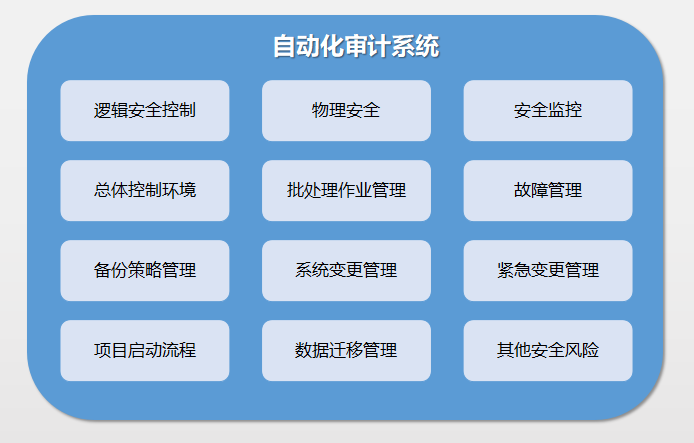 自动化审计系统
逻辑安全控制
物理安全
安全监控
总体控制环境
批处理作业管理
故障管理
备份策略管理
系统变更管理
紧急变更管理
项目启动流程
数据迁移管理
其他安全风险